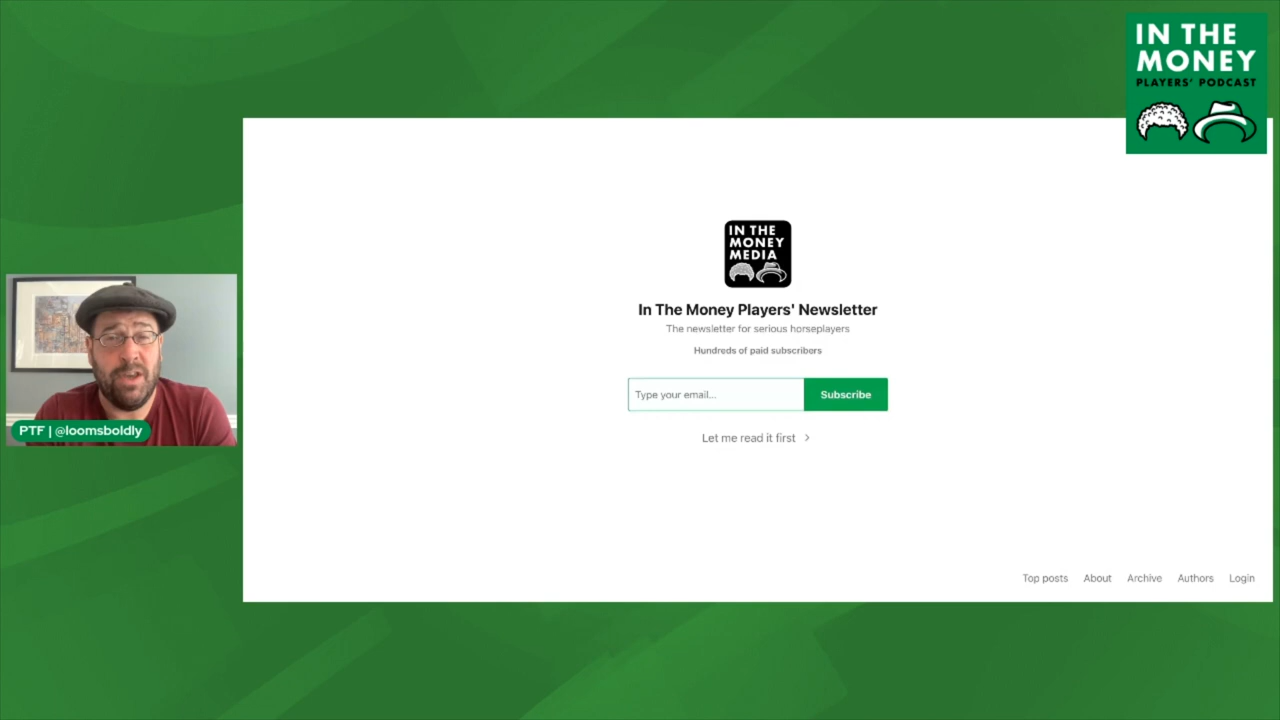 IN THE
MONEY
PLAYERS' PODCAST
IN THE
MONEY
MEDIA
In The Money Players' Newsletter
The newsletter for serious horseplayers
Hundreds of paid subscribers
Type your email...
Subscribe
Let me read it first
PTF | @loomsboldly
Top posts
About
Archive
Authors
Login